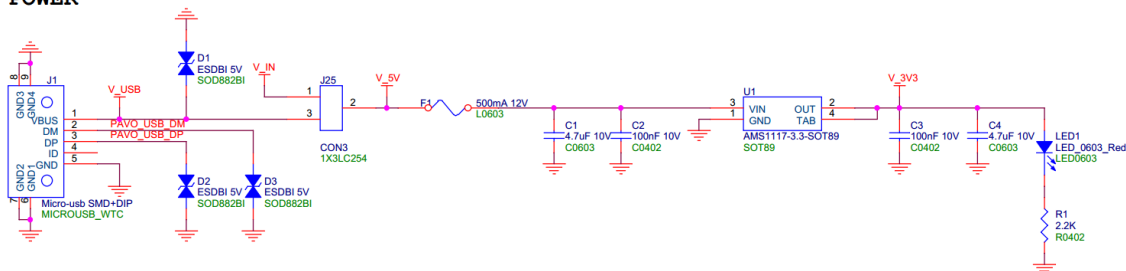 POWER
J1
8
9
GND3
GND4
VBUS
DM
DP
ID
GND
GND2
GND1
7
6
1
2
3
4
5
Micro-usb SMD+DIP
MICROUSB_WTC
V_USB
PAVO_USB_DM
PAVO_USB_DP
D1
ESDBI 5V
SOD882BI
D2
ESDBI 5V
SOD882BI
D3
ESDBI 5V
SOD882BI
V_IN
J25
1
2
3
CON3
1X3LC254
V_5V
F1
500mA 12V
L0603
C1
4.7uF 10V
C0603
C2
100nF 10V
C0402
U1
3
1
VIN
GND
OUT
TAB
2
4
AMS1117-3.3-SOT89
SOT89
V_3V3
C3
100nF 10V
C0402
C4
4.7uF 10V
C0603
LED1
LED_0603_Red
LED0603
R1
2.2K
R0402